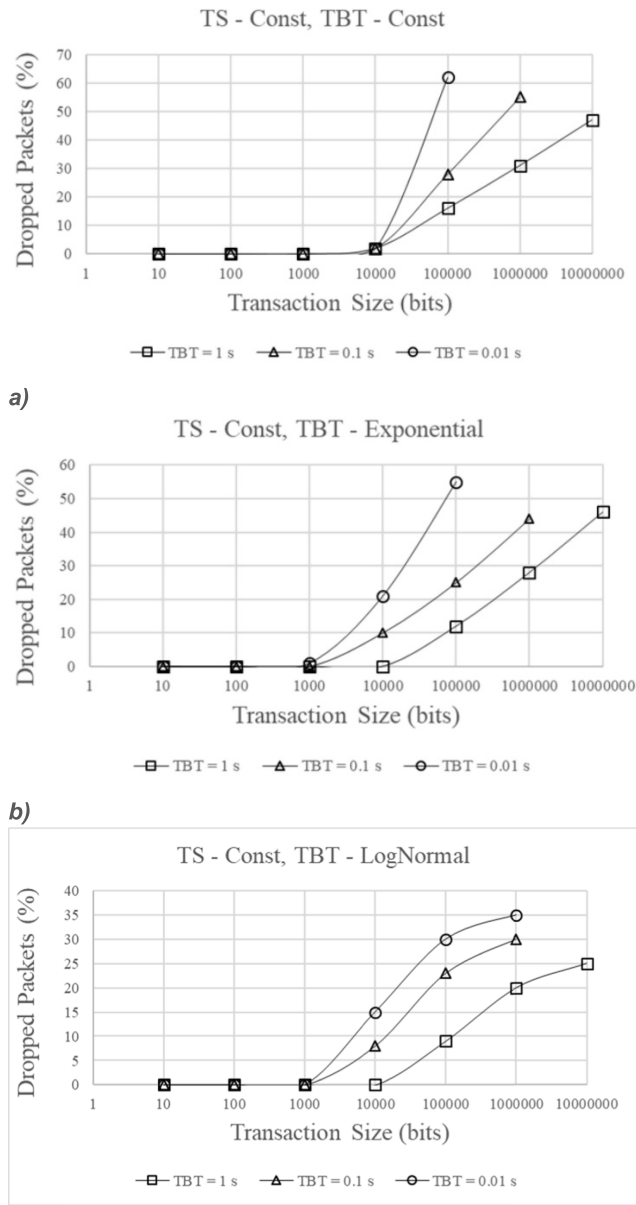 TS - Const, TBT - Const
Dropped Packets (%)
70
60
50
40
30
20
10
0
1 10 100 1000 10000 100000 1000000 10000000
Transaction Size (bits)
TBT = 1 s TBT = 0.1 s TBT = 0.01 s
a)
TS - Const, TBT - Exponential
Dropped Packets (%)
60
50
40
30
20
10
0
1 10 100 1000 10000 100000 1000000 10000000
Transaction Size (bits)
TBT = 1 s TBT = 0.1 s TBT = 0.01 s
b)
TS - Const, TBT - LogNormal
Dropped Packets (%)
40
35
30
25
20
15
10
5
0
1 10 100 1000 10000 100000 1000000 10000000
Transaction Size (bits)
TBT = 1 s TBT = 0.1 s TBT = 0.01 s